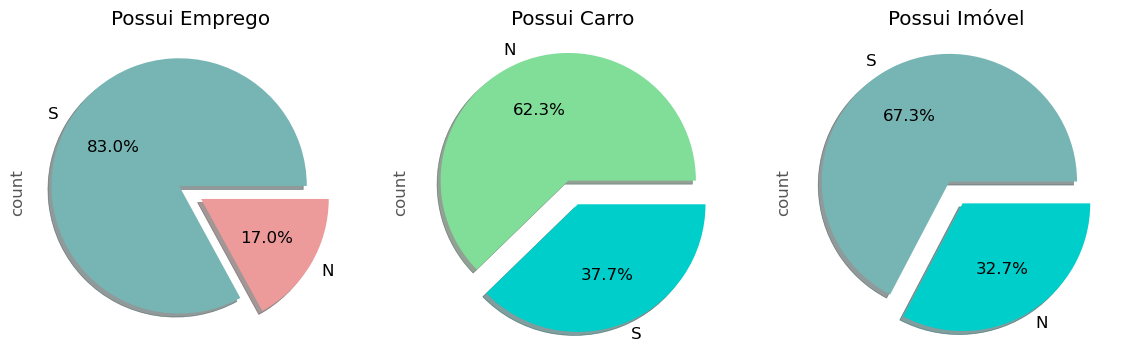 Possui Emprego
S
83.0%
17.0%
N
count
Possui Carro
N
62.3%
37.7%
S
count
Possui Imóvel
S
67.3%
32.7%
N
count